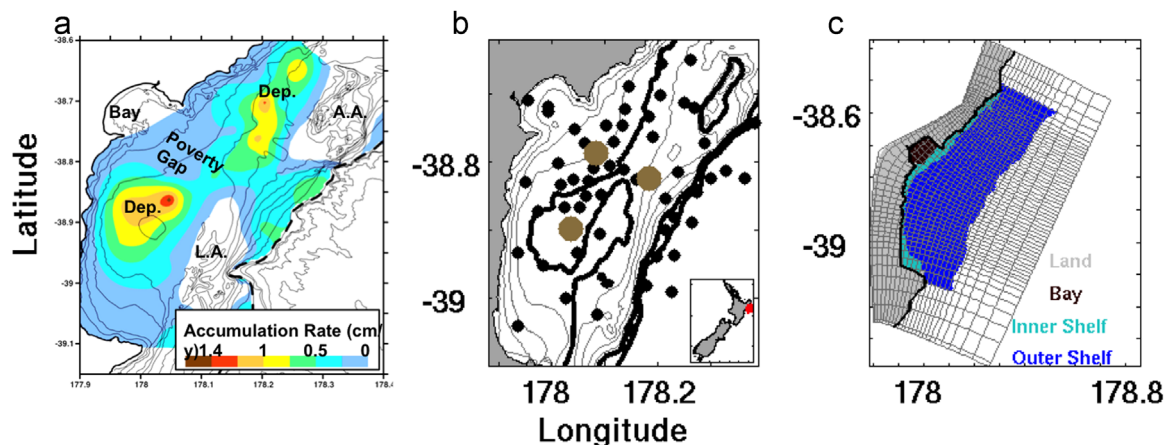 a
b
c
Latitude
-38.6
-38.7
-38.8
-38.9
-39
-39.1
177.9
178
178.1
178.2
178.3
178.4
Bay
Dep.
A.A.
Poverty
Gap
Dep.
L.A.
Accumulation Rate (cm/
y)1.4 1 0.5 0
-38.8
-39
178 178.2
Longitude
-38.6
-39
178 178.8
Land
Bay
Inner Shelf
Outer Shelf